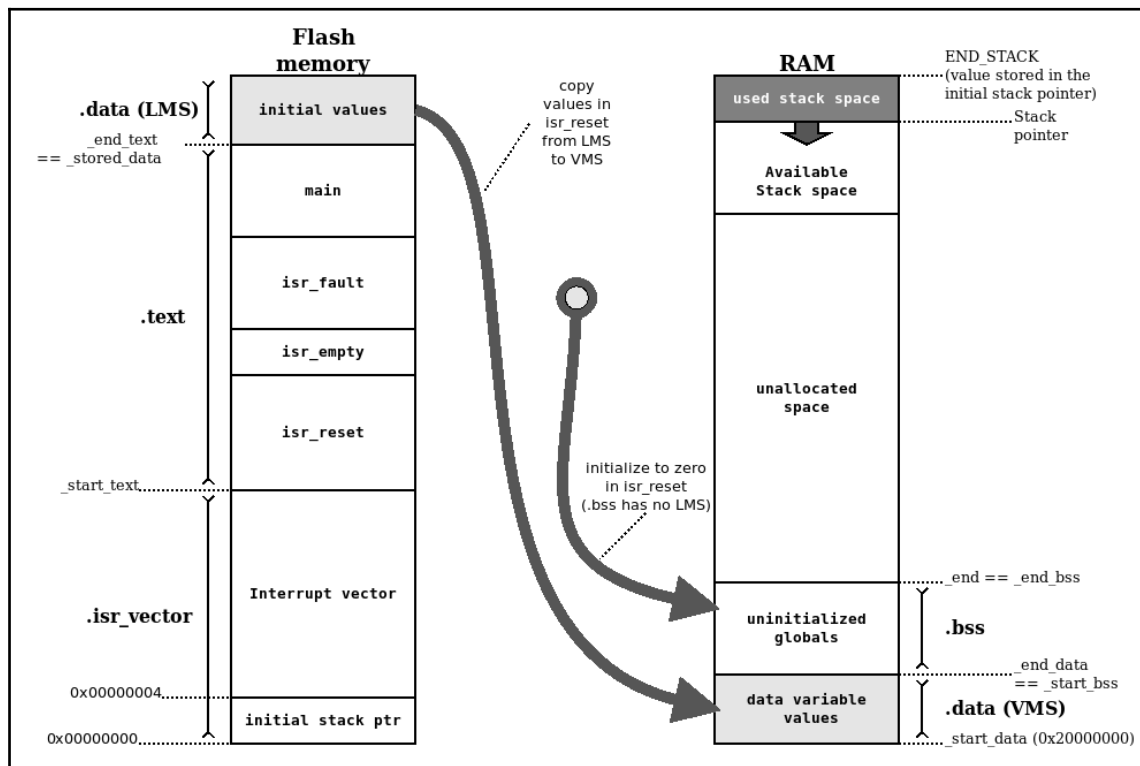 Flash
memory
.data (LMS)
initial values
_end_text
== _stored_data
main
isr_fault
.text
isr_empty
isr_reset
_start_text
Interrupt vector
.isr_vector
0x00000004
initial stack ptr
0x00000000
copy
values in
isr_reset
from LMS
to VMS
initialize to zero
in isr_reset
(.bss has no LMS)
RAM
used stack space
END_STACK
(value stored in the
initial stack pointer)
Stack
pointer
Available
Stack space
unallocated
space
_end == _end_bss
uninitialized
globals
.bss
_end_data
== _start_bss
data variable
values
.data (VMS)
_start_data (0x20000000)